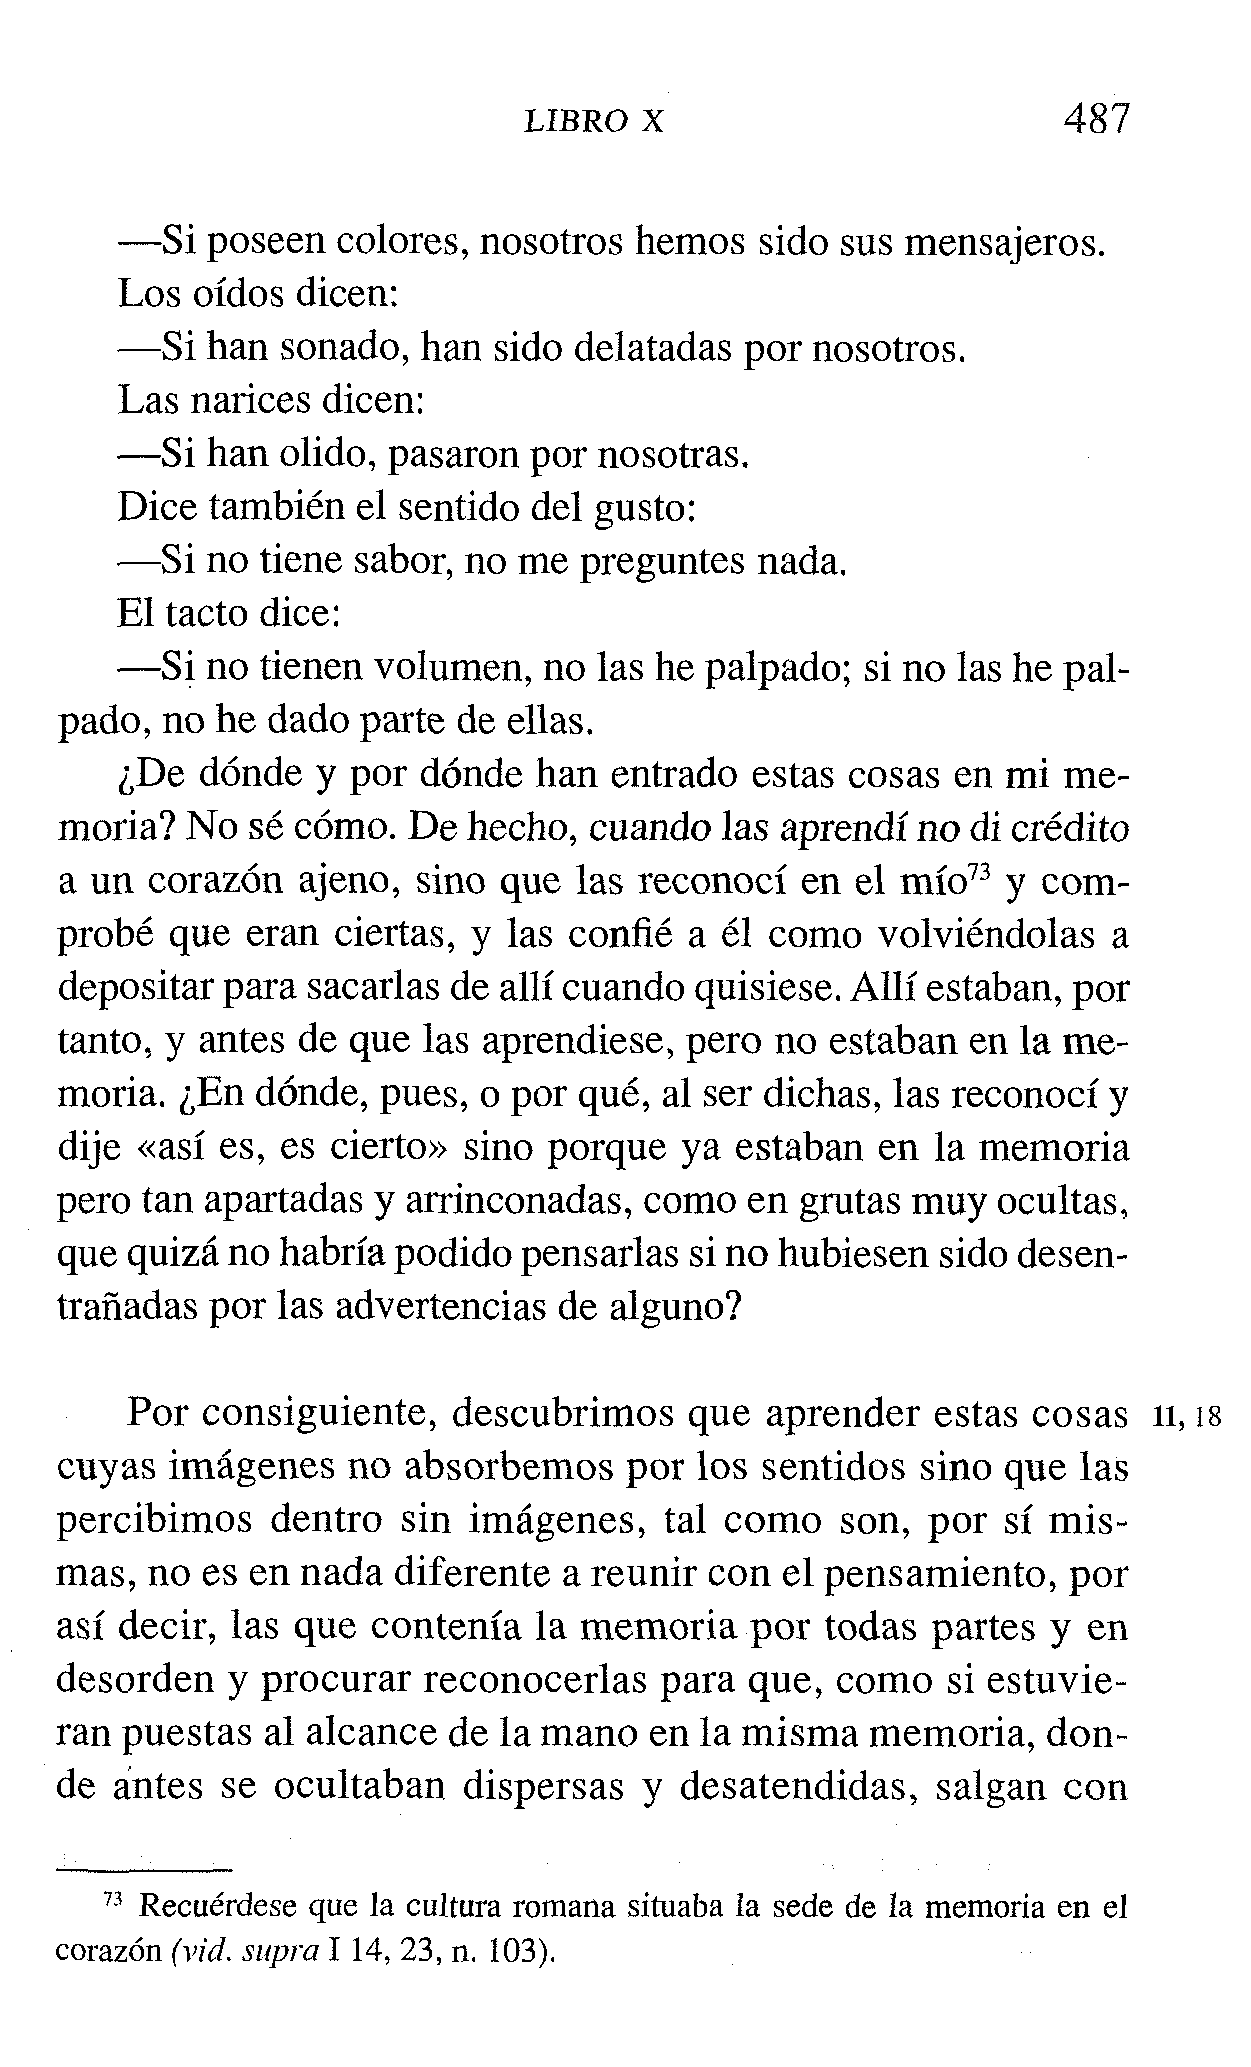 LIBRO X 487
—Si poseen colores, nosotros hemos sido sus mensajeros.
Los oídos dicen:
—Si han sonado, han sido delatadas por nosotros.
Las narices dicen:
—Si han olido, pasaron por nosotras.
Dice también el sentido del gusto:
—Si no tiene sabor, no me preguntes nada.
El tacto dice:
—Si no tienen volumen, no las he palpado; si no las he pal-
pado, no he dado parte de ellas.
¿De dónde y por dónde han entrado estas cosas en mi me-
moria? No sé cómo. De hecho, cuando las aprendí no di crédito
a un corazón ajeno, sino que las reconocí en el mío⁷³ y com-
probé que eran ciertas, y las confié a él como volviéndolas a
depositar para sacarlas de allí cuando quisiese. Allí estaban, por
tanto, y antes de que las aprendiese, pero no estaban en la me-
moria. ¿En dónde, pues, o por qué, al ser dichas, las reconocí y
dije «así es, es cierto» sino porque ya estaban en la memoria
pero tan apartadas y arrinconadas, como en grutas muy ocultas,
que quizá no habría podido pensarlas si no hubiesen sido desen-
trañadas por las advertencias de alguno?
Por consiguiente, descubrimos que aprender estas cosas 11, 18
cuyas imágenes no absorbemos por los sentidos sino que las
percibimos dentro sin imágenes, tal como son, por sí mis-
mas, no es en nada diferente a reunir con el pensamiento, por
así decir, las que contenía la memoria por todas partes y en
desorden y procurar reconocerlas para que, como si estuvie-
ran puestas al alcance de la mano en la misma memoria, don-
de antes se ocultaban dispersas y desatendidas, salgan con
⁷³ Recuérdese que la cultura romana situaba la sede de la memoria en el
corazón (vid. supra I 14, 23, n. 103).